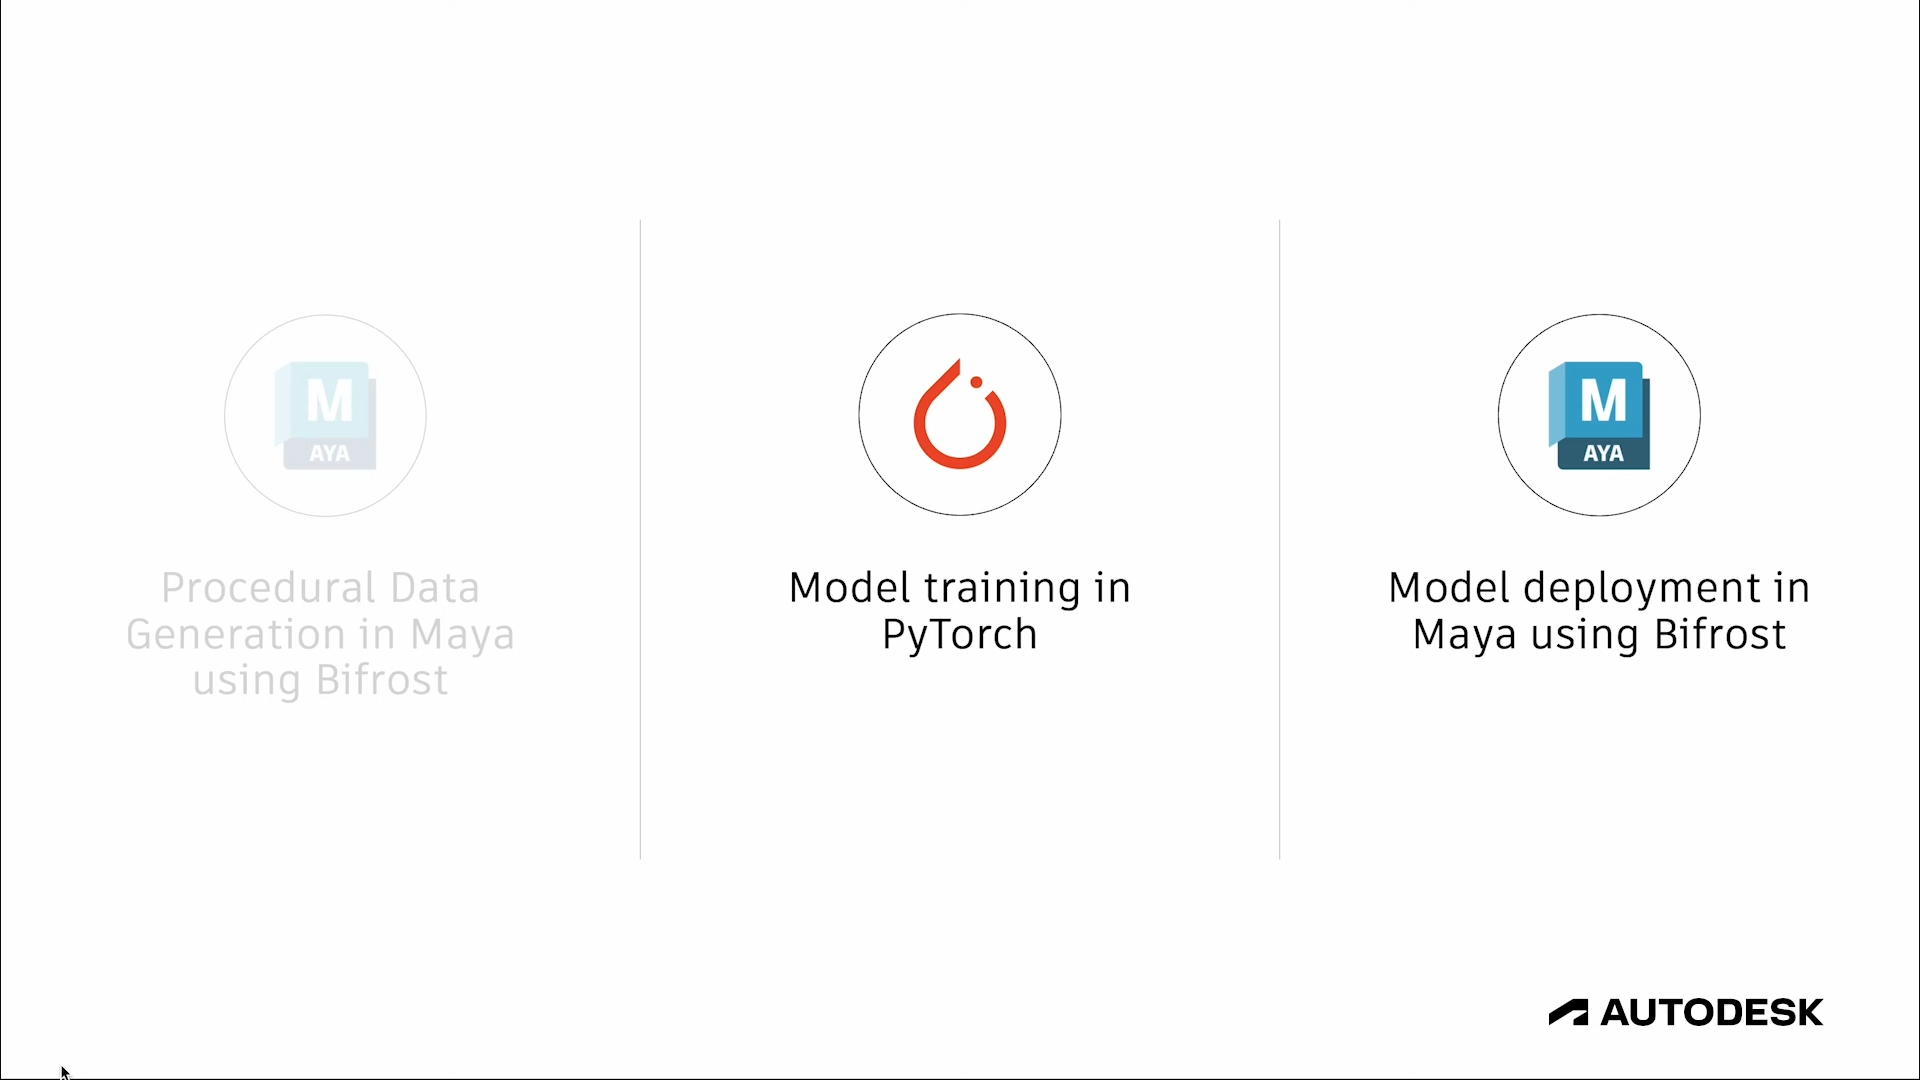 M
AYA
Procedural Data
Generation in Maya
using Bifrost
Model training in
PyTorch
M
AYA
Model deployment in
Maya using Bifrost
AUTODESK